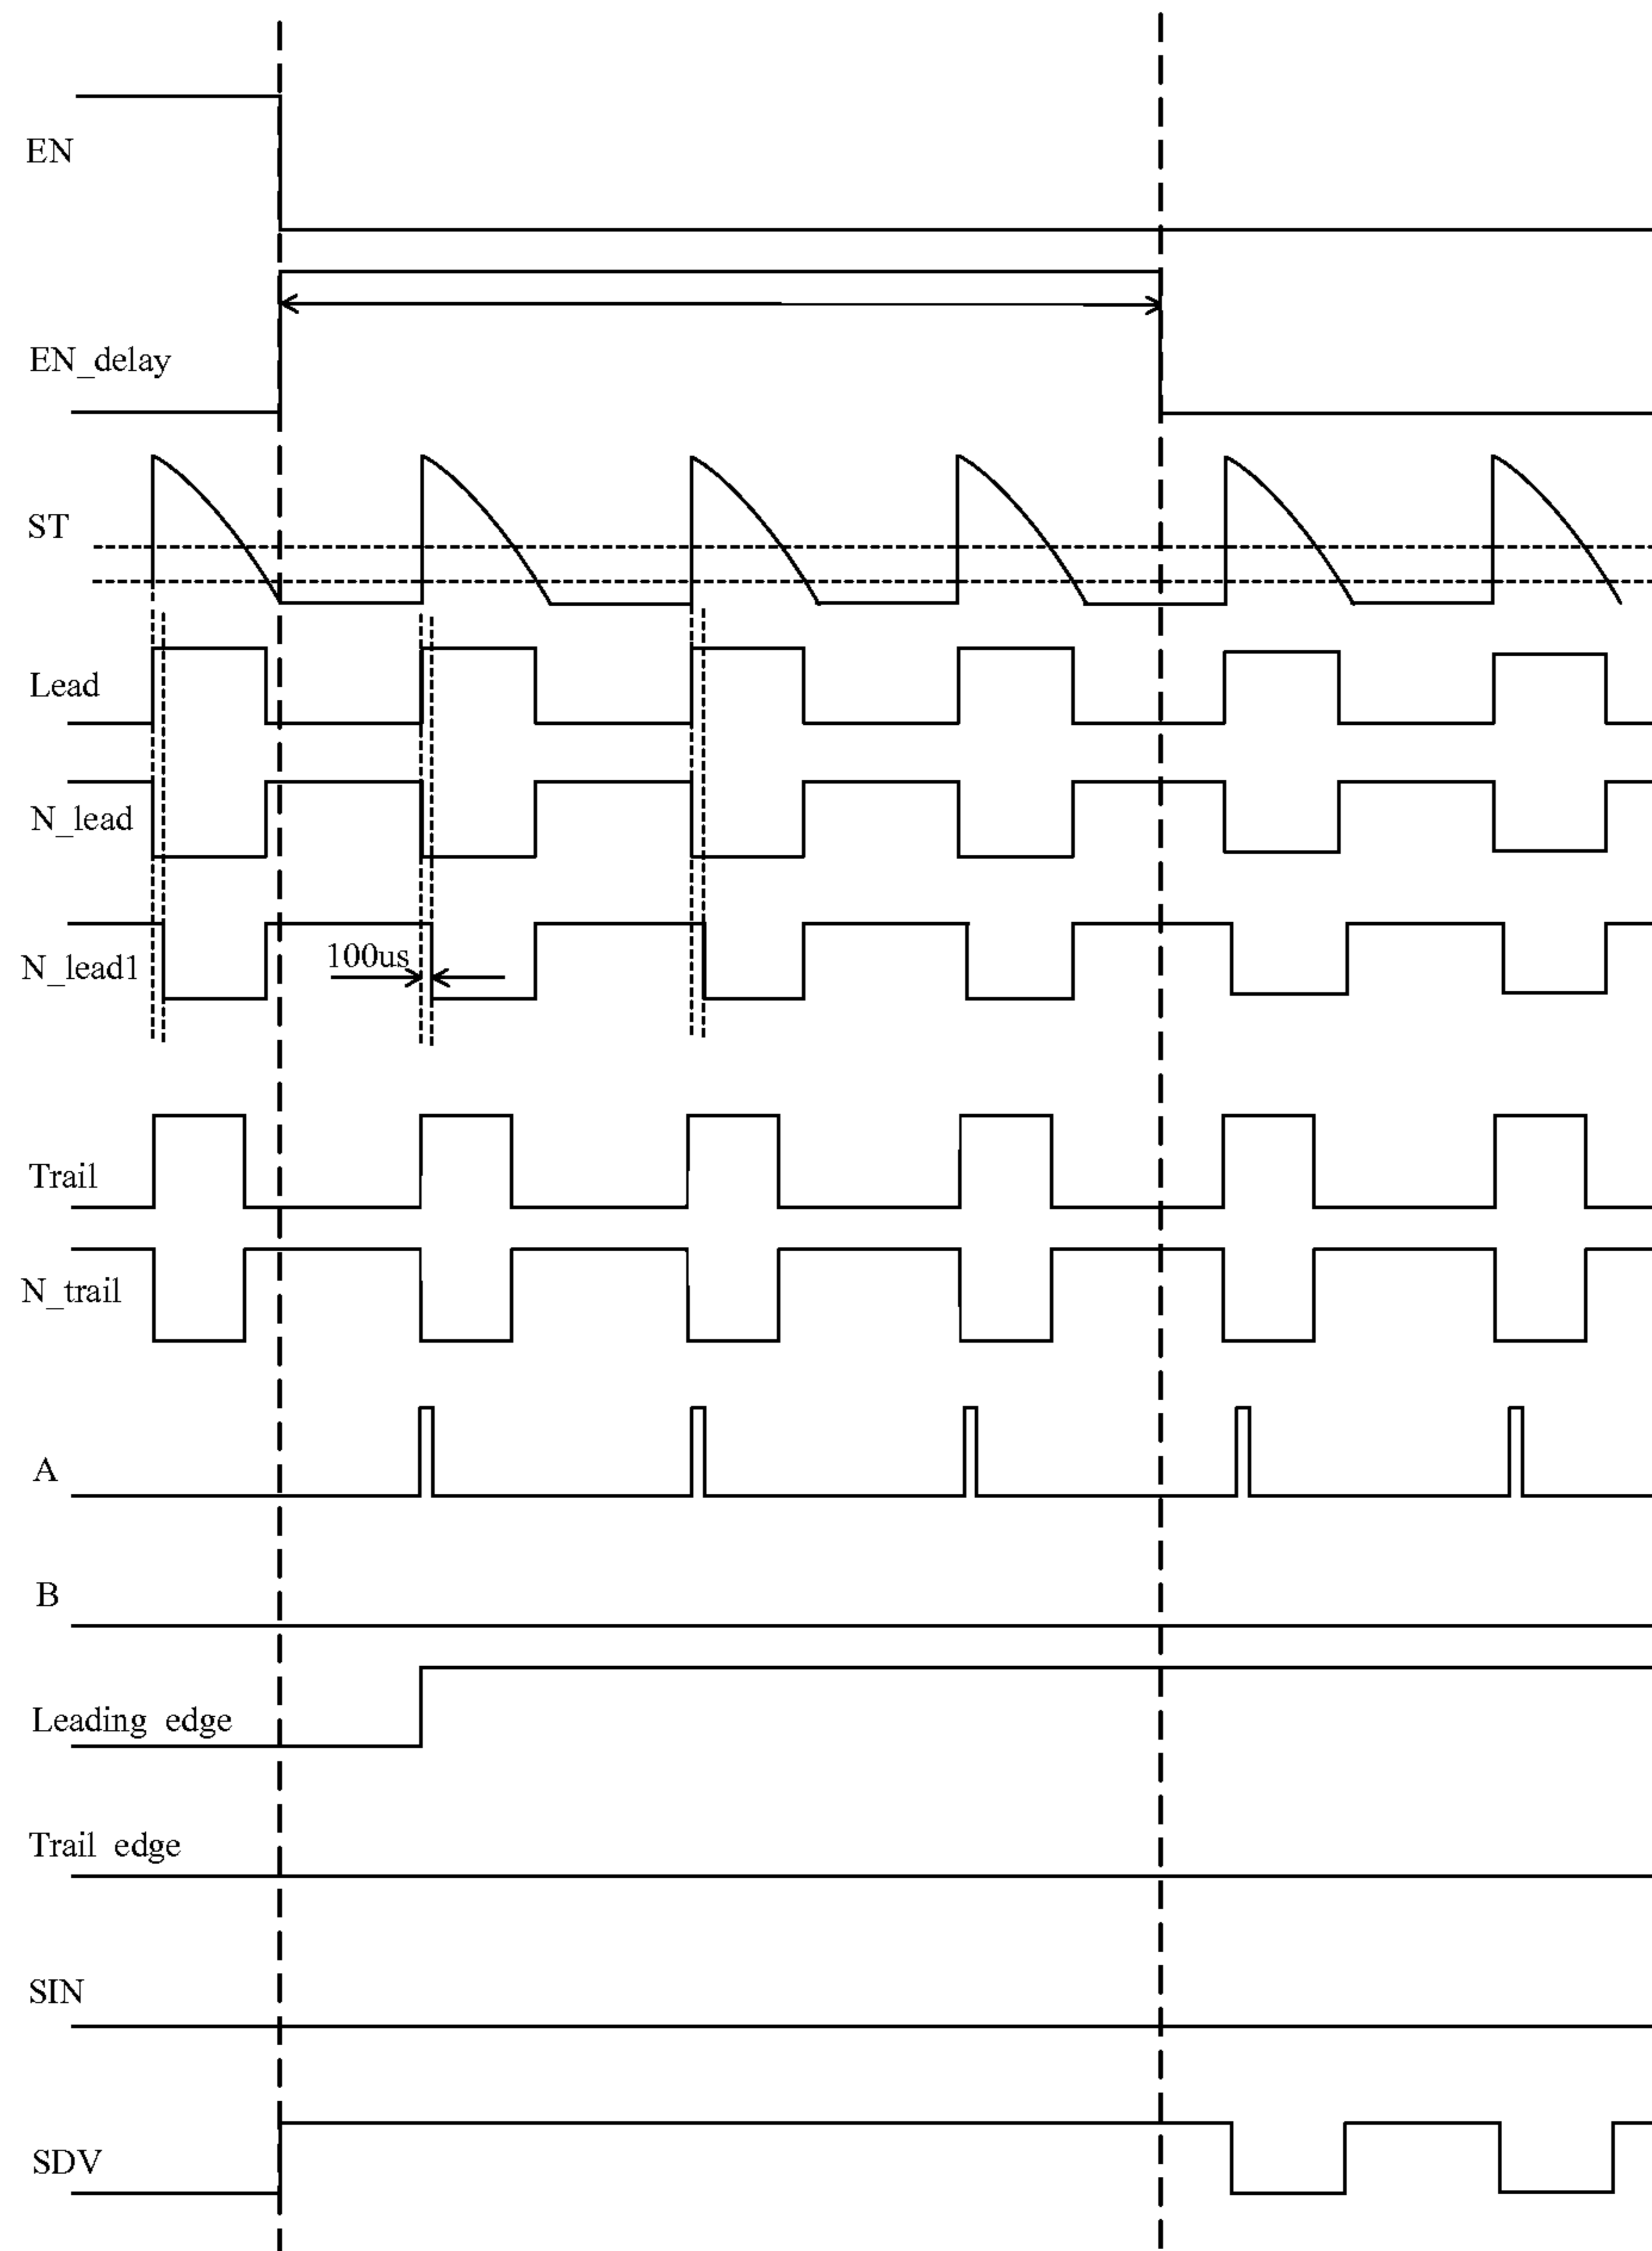 EN
EN_delay
ST
Lead
N_lead
N_lead1
100us
Trail
N_trail
A
B
Leading edge
Trail edge
SIN
SDV